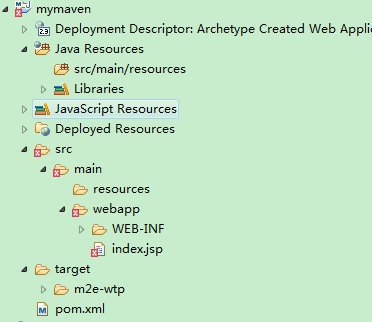 mymaven
Deployment Descriptor: Archetype Created Web Applic
Java Resources
src/main/resources
Libraries
JavaScript Resources
Deployed Resources
src
main
resources
webapp
WEB-INF
index.jsp
target
m2e-wtp
pom.xml